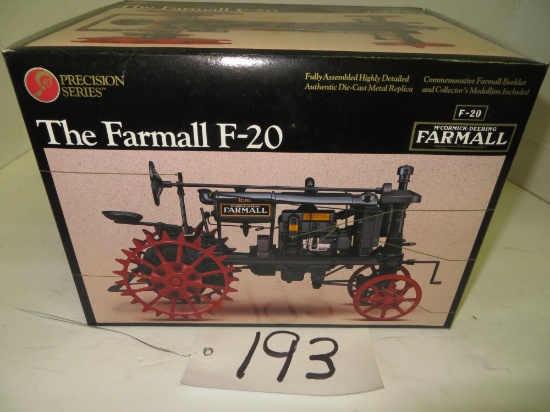 PRECISION
SERIES™
Fully Assembled Highly Detailed
Authentic Die-Cast Metal Replica
Commemorative Farmall Booklet
and Collector's Medallion Included
The Farmall F-20
F-20
McCORMICK-DEERING
FARMALL
FARMALL
193